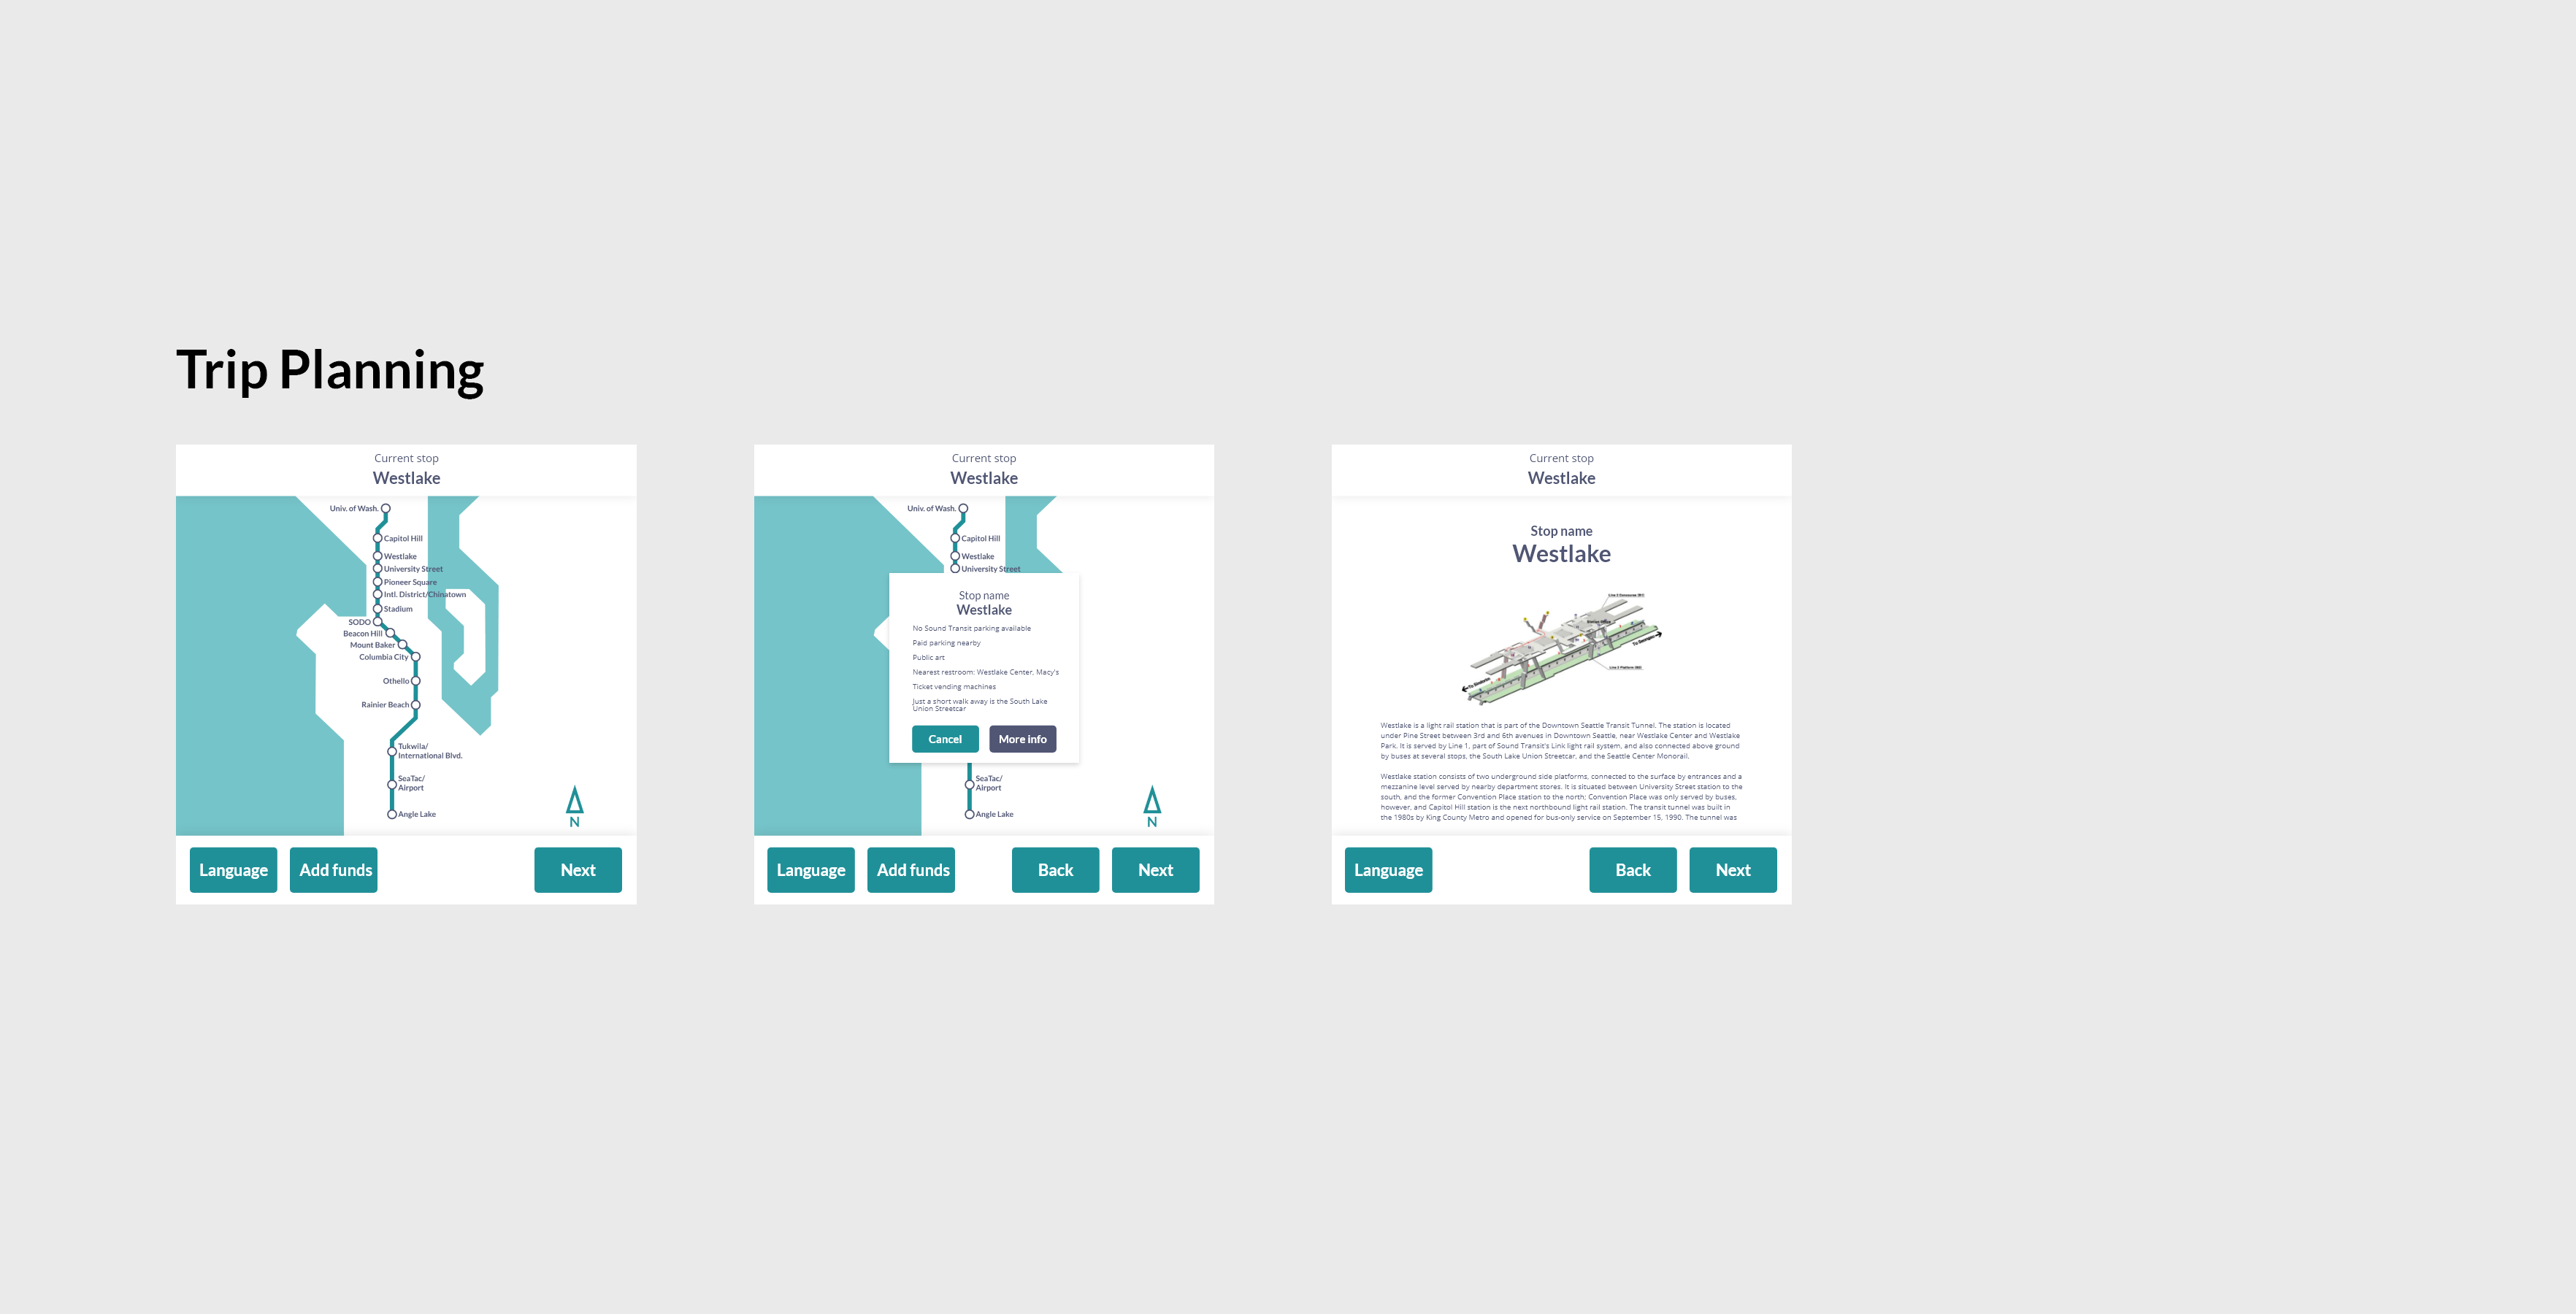 Trip Planning
Current stop
Westlake
Univ. of Wash.
Capitol Hill
Westlake
University Street
Pioneer Square
Intl. District/Chinatown
Stadium
SODO
Beacon Hill
Mount Baker
Columbia City
Othello
Rainier Beach
Tukwila/
International Blvd.
SeaTac/
Airport
Angle Lake
N
Language
Add funds
Next
Current stop
Westlake
Univ. of Wash.
Capitol Hill
Westlake
University Street
Stop name
Westlake
No Sound Transit parking available
Paid parking nearby
Public art
Nearest restroom: Westlake Center, Macy's
Ticket vending machines
Just a short walk away is the South Lake
Union Streetcar
Cancel
More info
SeaTac/
Airport
Angle Lake
N
Language
Add funds
Back
Next
Current stop
Westlake
Stop name
Westlake
Westlake is a light rail station that is part of the Downtown Seattle Transit Tunnel. The station is located
under Pine Street between 3rd and 6th avenues in Downtown Seattle, near Westlake Center and Westlake
Park. It is served by Line 1, part of Sound Transit's Link light rail system, and also connected above ground
by buses at several stops, the South Lake Union Streetcar, and the Seattle Center Monorail.
Westlake station consists of two underground side platforms, connected to the surface by entrances and a
mezzanine level served by nearby department stores. It is situated between University Street station to the
south, and the former Convention Place station to the north; Convention Place was only served by buses,
however, and Capitol Hill station is the next northbound light rail station. The transit tunnel was built in
the 1980s by King County Metro and opened for bus-only service on September 15, 1990. The tunnel was
Language
Back
Next